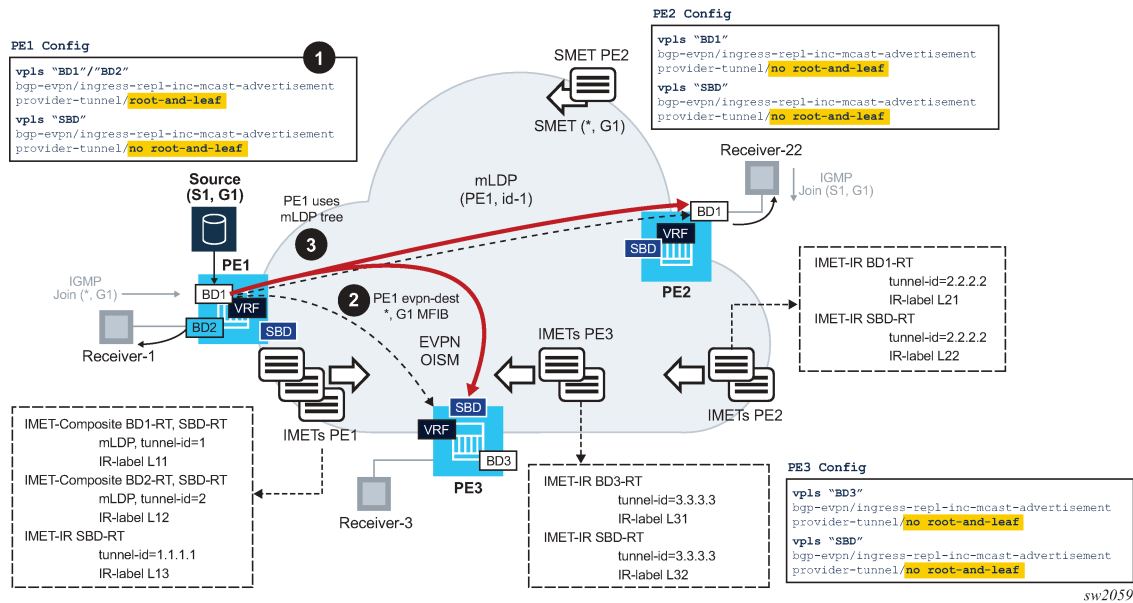 PE1 Config
1
vpls “BD1”/”BD2”
bgp-evpn/ingress-repl-inc-mcast-advertisement
provider-tunnel/root-and-leaf
vpls “SBD”
bgp-evpn/ingress-repl-inc-mcast-advertisement
provider-tunnel/no root-and-leaf
SMET PE2
SMET (*, G1)
PE2 Config
vpls “BD1”
bgp-evpn/ingress-repl-inc-mcast-advertisement
provider-tunnel/no root-and-leaf
vpls “SBD”
bgp-evpn/ingress-repl-inc-mcast-advertisement
provider-tunnel/no root-and-leaf
Receiver-22
IGMP
Join (S1, G1)
Source
(S1, G1)
PE1 uses
mLDP tree
3
mLDP
(PE1, id-1)
BD1
VRF
SBD
PE2
PE1
IGMP
Join (*, G1)
BD1
VRF
BD2
SBD
Receiver-1
2
PE1 evpn-dest
*, G1 MFIB
EVPN
OISM
IMETs PE3
IMETs PE2
IMETs PE1
IMET-IR BD1-RT
tunnel-id=2.2.2.2
IR-label L21
IMET-IR SBD-RT
tunnel-id=2.2.2.2
IR-label L22
SBD
VRF
BD3
PE3
Receiver-3
IMET-Composite BD1-RT, SBD-RT
mLDP, tunnel-id=1
IR-label L11
IMET-Composite BD2-RT, SBD-RT
mLDP, tunnel-id=2
IR-label L12
IMET-IR SBD-RT
tunnel-id=1.1.1.1
IR-label L13
IMET-IR BD3-RT
tunnel-id=3.3.3.3
IR-label L31
IMET-IR SBD-RT
tunnel-id=3.3.3.3
IR-label L32
PE3 Config
vpls “BD3”
bgp-evpn/ingress-repl-inc-mcast-advertisement
provider-tunnel/no root-and-leaf
vpls “SBD”
bgp-evpn/ingress-repl-inc-mcast-advertisement
provider-tunnel/no root-and-leaf
sw2059